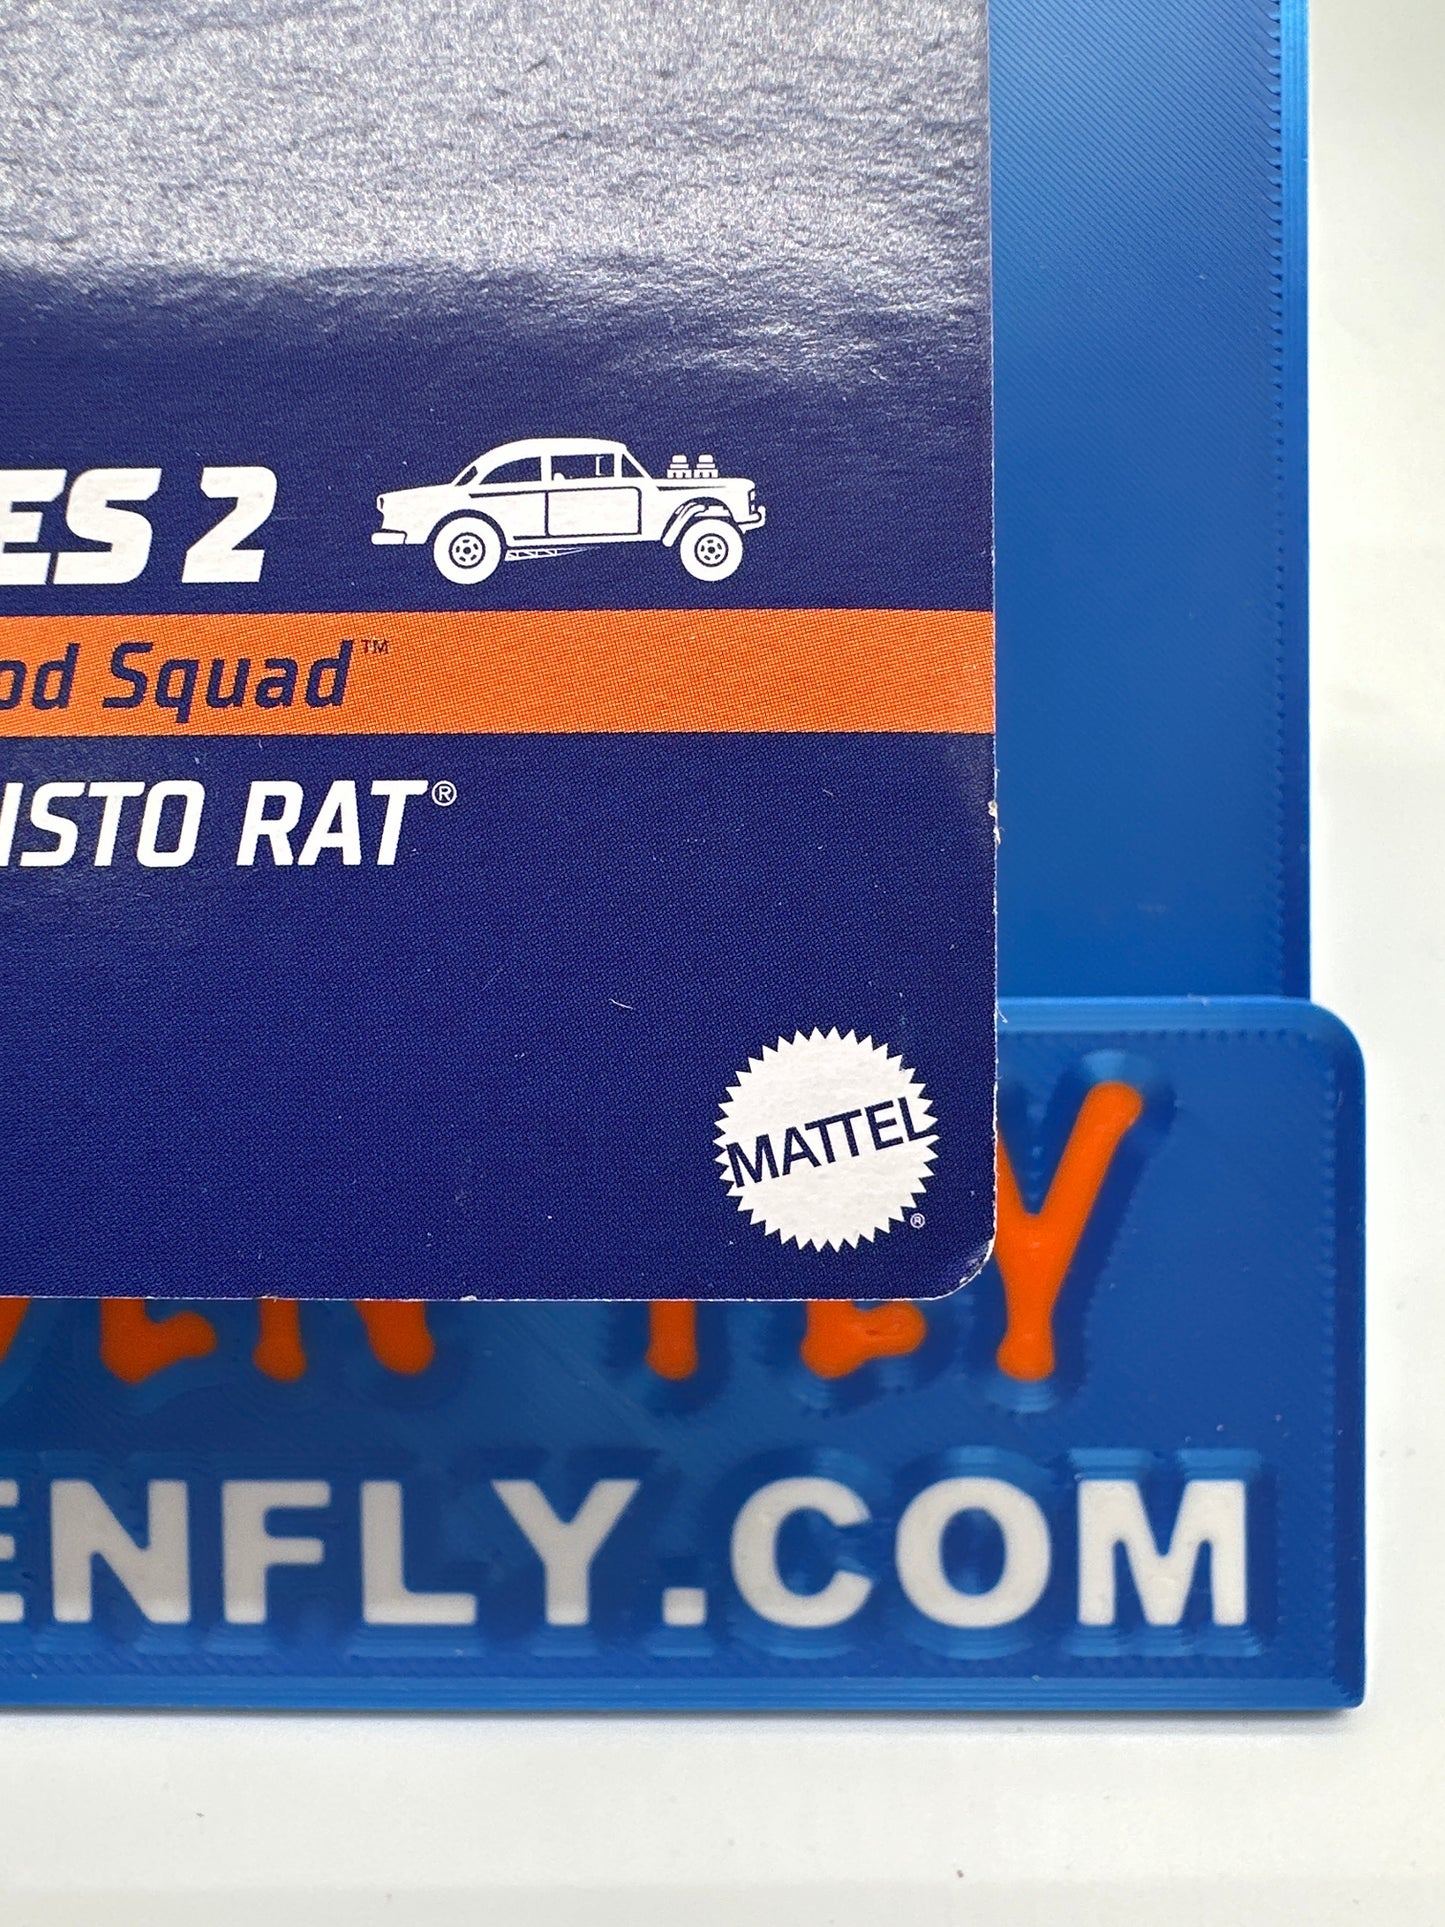 ES 2
od Squad™
ISTO RAT®
MATTEL
®
Y
ENFLY.COM